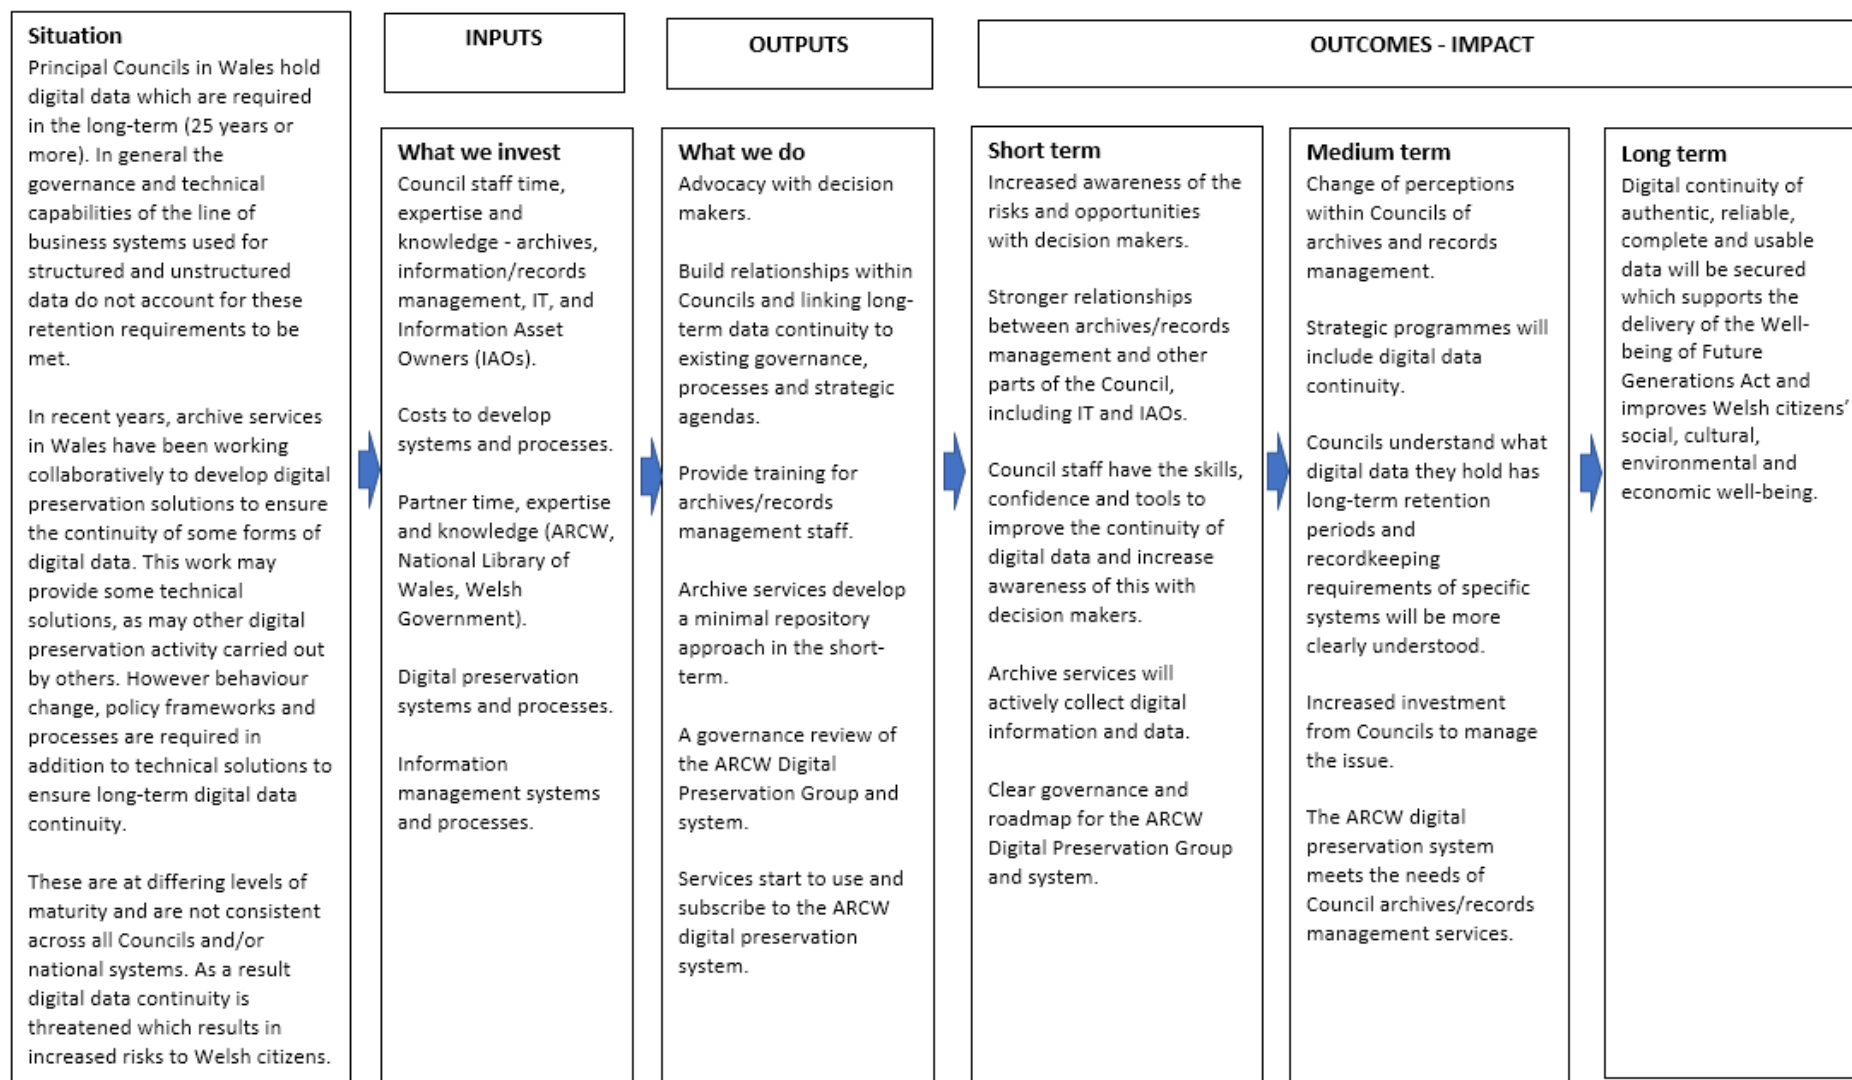 Situation
Principal Councils in Wales hold
digital data which are required
in the long-term (25 years or
more). In general the
governance and technical
capabilities of the line of
business systems used for
structured and unstructured
data do not account for these
retention requirements to be
met.
In recent years, archive services
in Wales have been working
collaboratively to develop digital
preservation solutions to ensure
the continuity of some forms of
digital data. This work may
provide some technical
solutions, as may other digital
preservation activity carried out
by others. However behaviour
change, policy frameworks and
processes are required in
addition to technical solutions to
ensure long-term digital data
continuity.
These are at differing levels of
maturity and are not consistent
across all Councils and/or
national systems. As a result
digital data continuity is
threatened which results in
increased risks to Welsh citizens.
INPUTS
What we invest
Council staff time,
expertise and
knowledge - archives,
information/records
management, IT, and
Information Asset
Owners (IAOs).
Costs to develop
systems and processes.
Partner time, expertise
and knowledge (ARCW,
National Library of
Wales, Welsh
Government).
Digital preservation
systems and processes.
Information
management systems
and processes.
OUTPUTS
What we do
Advocacy with decision
makers.
Build relationships within
Councils and linking long-
term data continuity to
existing governance,
processes and strategic
agendas.
Provide training for
archives/records
management staff.
Archive services develop
a minimal repository
approach in the short-
term.
A governance review of
the ARCW Digital
Preservation Group and
system.
Services start to use and
subscribe to the ARCW
digital preservation
system.
OUTCOMES - IMPACT
Short term
Increased awareness of the
risks and opportunities
with decision makers.
Stronger relationships
between archives/records
management and other
parts of the Council,
including IT and IAOs.
Council staff have the skills,
confidence and tools to
improve the continuity of
digital data and increase
awareness of this with
decision makers.
Archive services will
actively collect digital
information and data.
Clear governance and
roadmap for the ARCW
Digital Preservation Group
and system.
Medium term
Change of perceptions
within Councils of
archives and records
management.
Strategic programmes will
include digital data
continuity.
Councils understand what
digital data they hold has
long-term retention
periods and
recordkeeping
requirements of specific
systems will be more
clearly understood.
Increased investment
from Councils to manage
the issue.
The ARCW digital
preservation system
meets the needs of
Council archives/records
management services.
Long term
Digital continuity of
authentic, reliable,
complete and usable
data will be secured
which supports the
delivery of the Well-
being of Future
Generations Act and
improves Welsh citizens’
social, cultural,
environmental and
economic well-being.